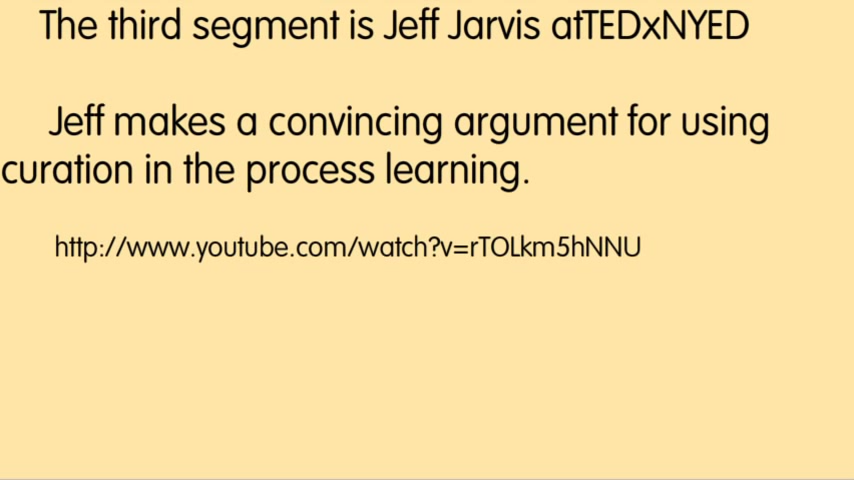 The third segment is Jeff Jarvis atTEDxNYED
Jeff makes a convincing argument for using
curation in the process learning.
http://www.youtube.com/watch?v=rTOLkm5hNNU